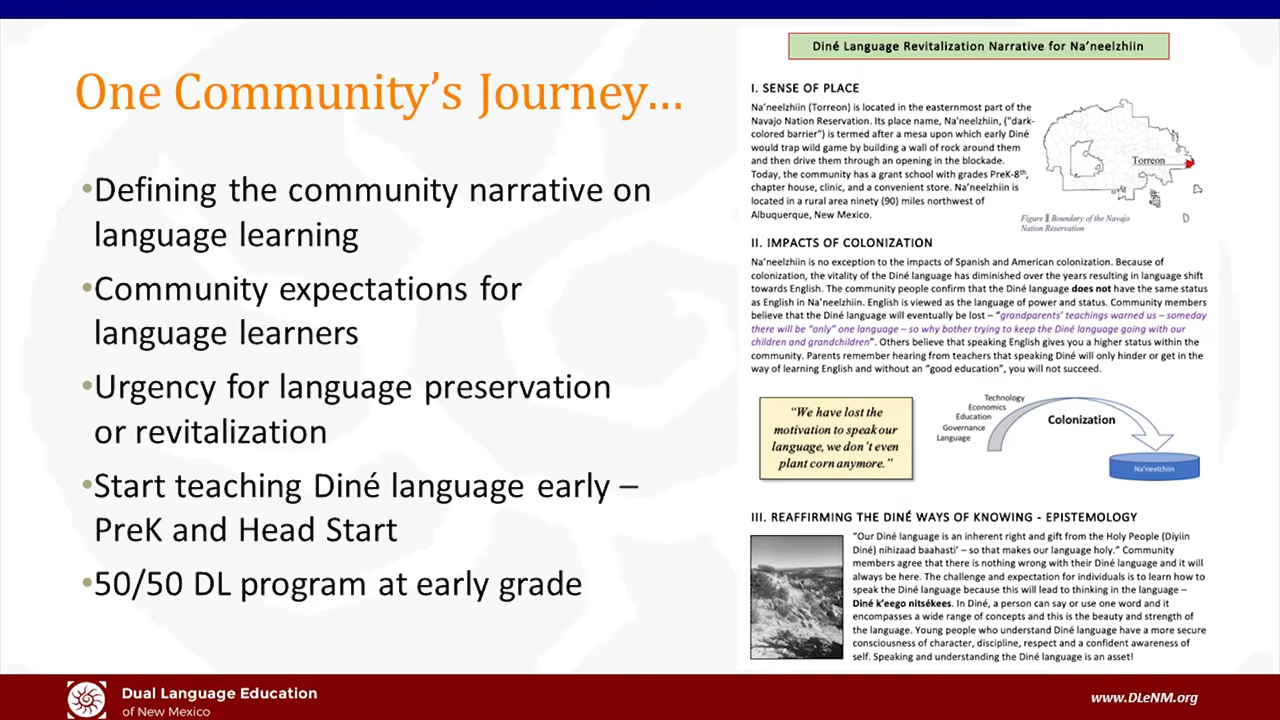 One Community's Journey…
•Defining the community narrative on
language learning
•Community expectations for
language learners
•Urgency for language preservation
or revitalization
•Start teaching Diné language early –
PreK and Head Start
•50/50 DL program at early grade
Diné Language Revitalization Narrative for Na'neelzhiin
I. SENSE OF PLACE
Na'neelzhiin (Torreon) is located in the easternmost part of the
Navajo Nation Reservation. Its place name, Na'neelzhiin, ("dark-
colored barrier") is termed after a mesa upon which early Diné
would trap wild game by building a wall of rock around them
and then drive them through an opening in the blockade.
Today, the community has a grant school with grades PreK-8th,
chapter house, clinic, and a convenient store. Na'neelzhiin is
located in a rural area ninety (90) miles northwest of
Albuquerque, New Mexico.
Torreon
Figure 1 Boundary of the Navajo
Nation Reservation
II. IMPACTS OF COLONIZATION
Na'neelzhiin is no exception to the impacts of Spanish and American colonization. Because of
colonization, the vitality of the Diné language has diminished over the years resulting in language shift
towards English. The community people confirm that the Diné language does not have the same status
as English in Na'neelzhiin. English is viewed as the language of power and status. Community members
believe that the Diné language will eventually be lost – "grandparents' teachings warned us – someday
there will be "only" one language – so why bother trying to keep the Diné language going with our
children and grandchildren". Others believe that speaking English gives you a higher status within the
community. Parents remember hearing from teachers that speaking Diné will only hinder or get in the
way of learning English and without an "good education", you will not succeed.
"We have lost the
motivation to speak our
language, we don't even
plant corn anymore."
Technology
Economics
Education
Governance
Language
Colonization
Na'neelzhiin
III. REAFFIRMING THE DINÉ WAYS OF KNOWING - EPISTEMOLOGY
"Our Diné language is an inherent right and gift from the Holy People (Diyiin
Diné) nihizaad baahasti' – so that makes our language holy." Community
members agree that there is nothing wrong with their Diné language and it will
always be here. The challenge and expectation for individuals is to learn how to
speak the Diné language because this will lead to thinking in the language –
Diné k'eego nitsékees. In Diné, a person can say or use one word and it
encompasses a wide range of concepts and this is the beauty and strength of
the language. Young people who understand Diné language have a more secure
consciousness of character, discipline, respect and a confident awareness of
self. Speaking and understanding the Diné language is an asset!
Dual Language Education
of New Mexico
www.DLeNM.org